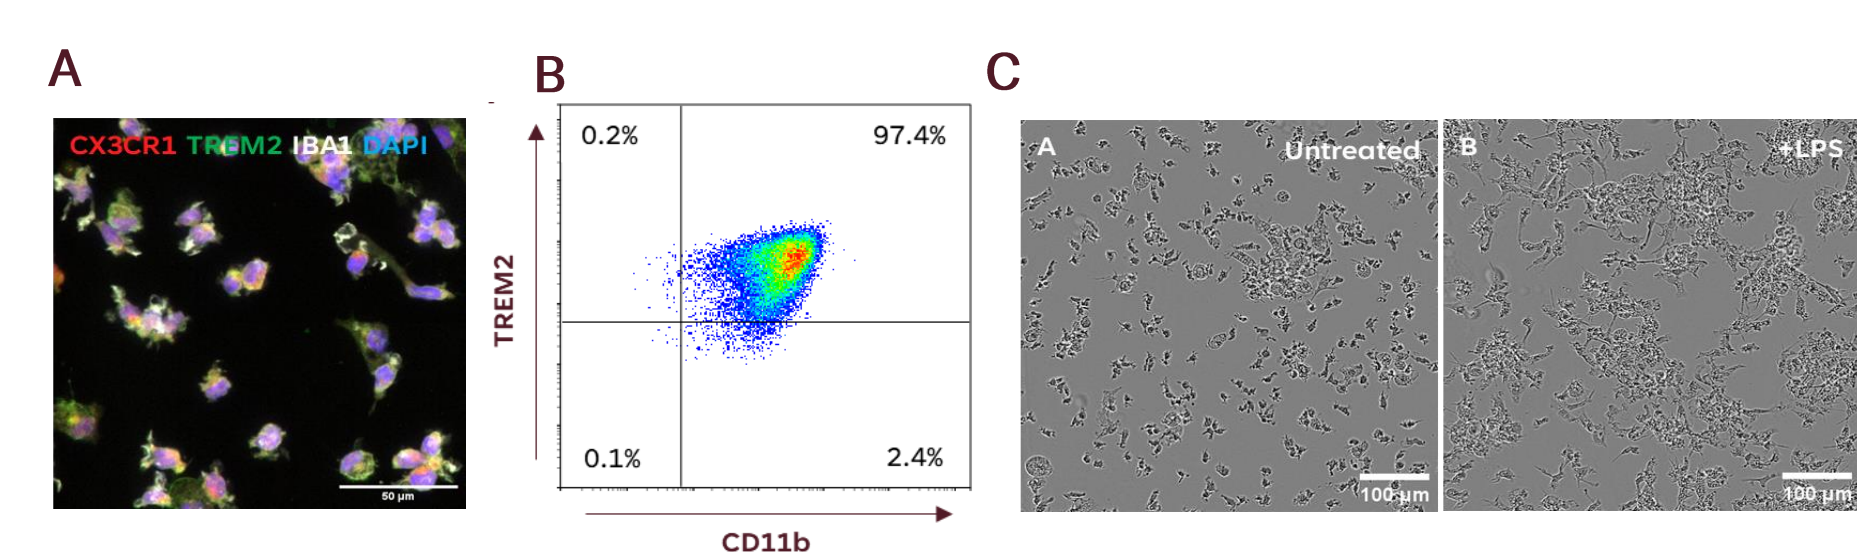 A
CX3CR1 TREM2 IBA1 DAPI
50 µm
B
TREM2
0.2%
97.4%
0.1%
2.4%
CD11b
C
A
Untreated
100 µm
B
+LPS
100 µm